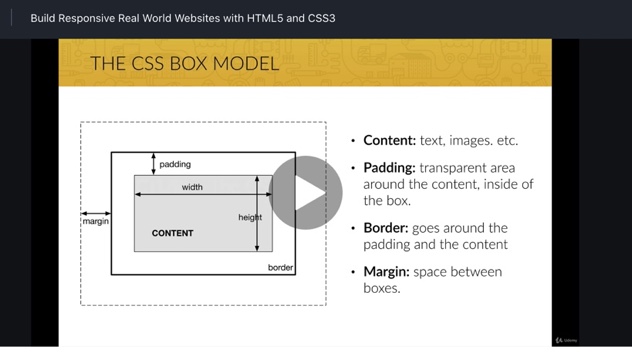 Build Responsive Real World Websites with HTML5 and CSS3
THE CSS BOX MODEL
padding
width
margin
height
CONTENT
border
• Content: text, images. etc.
• Padding: transparent area
around the content, inside of
the box.
• Border: goes around the
padding and the content
• Margin: space between
boxes.
Udemy